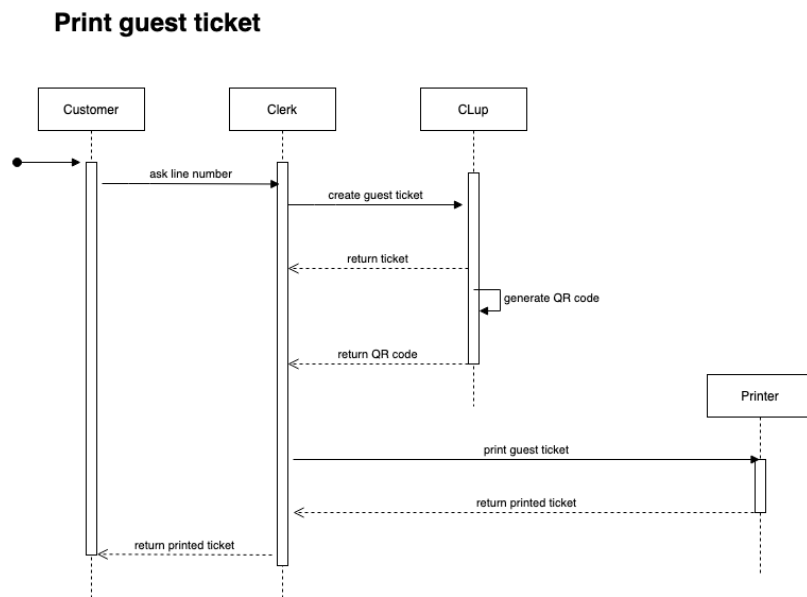 Print guest ticket
Customer
Clerk
CLup
ask line number
create guest ticket
return ticket
generate QR code
return QR code
Printer
print guest ticket
return printed ticket
return printed ticket